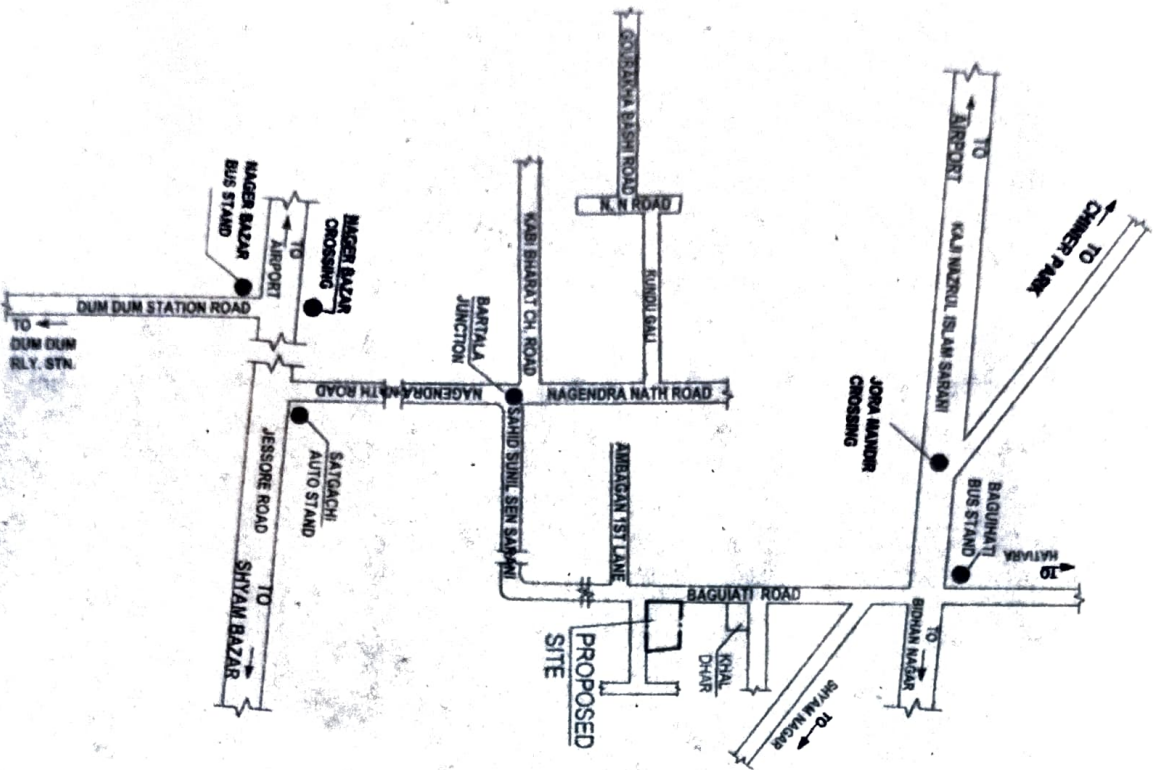 GOURAKHA BASHI ROAD
N. N ROAD
KUNDU GALI
KABI BHARAT CH. ROAD
BARTALA
JUNCTION
NAGER BAZAR
BUS STAND
TO
AIRPORT
NAGER BAZAR
CROSSING
DUM DUM STATION ROAD
TO
DUM DUM
RLY. STN.
NAGENDRA NATH ROAD
NAGENDRA NATH ROAD
SATGACHI
AUTO STAND
JESSORE ROAD
TO
SHYAM BAZAR
SAHID SUNIL SEN SARANI
AMBAGAN 1ST LANE
BAGUIATI ROAD
PROPOSED
SITE
KHAL
DHAR
TO
AIRPORT
KAJI NAZRUL ISLAM SARANI
TO
CHINER PARK
JORA MANDIR
CROSSING
BAGUIHATI
BUS STAND
TO
HATIARA
TO
BIDHAN NAGAR
TO
SHYAM NAGAR